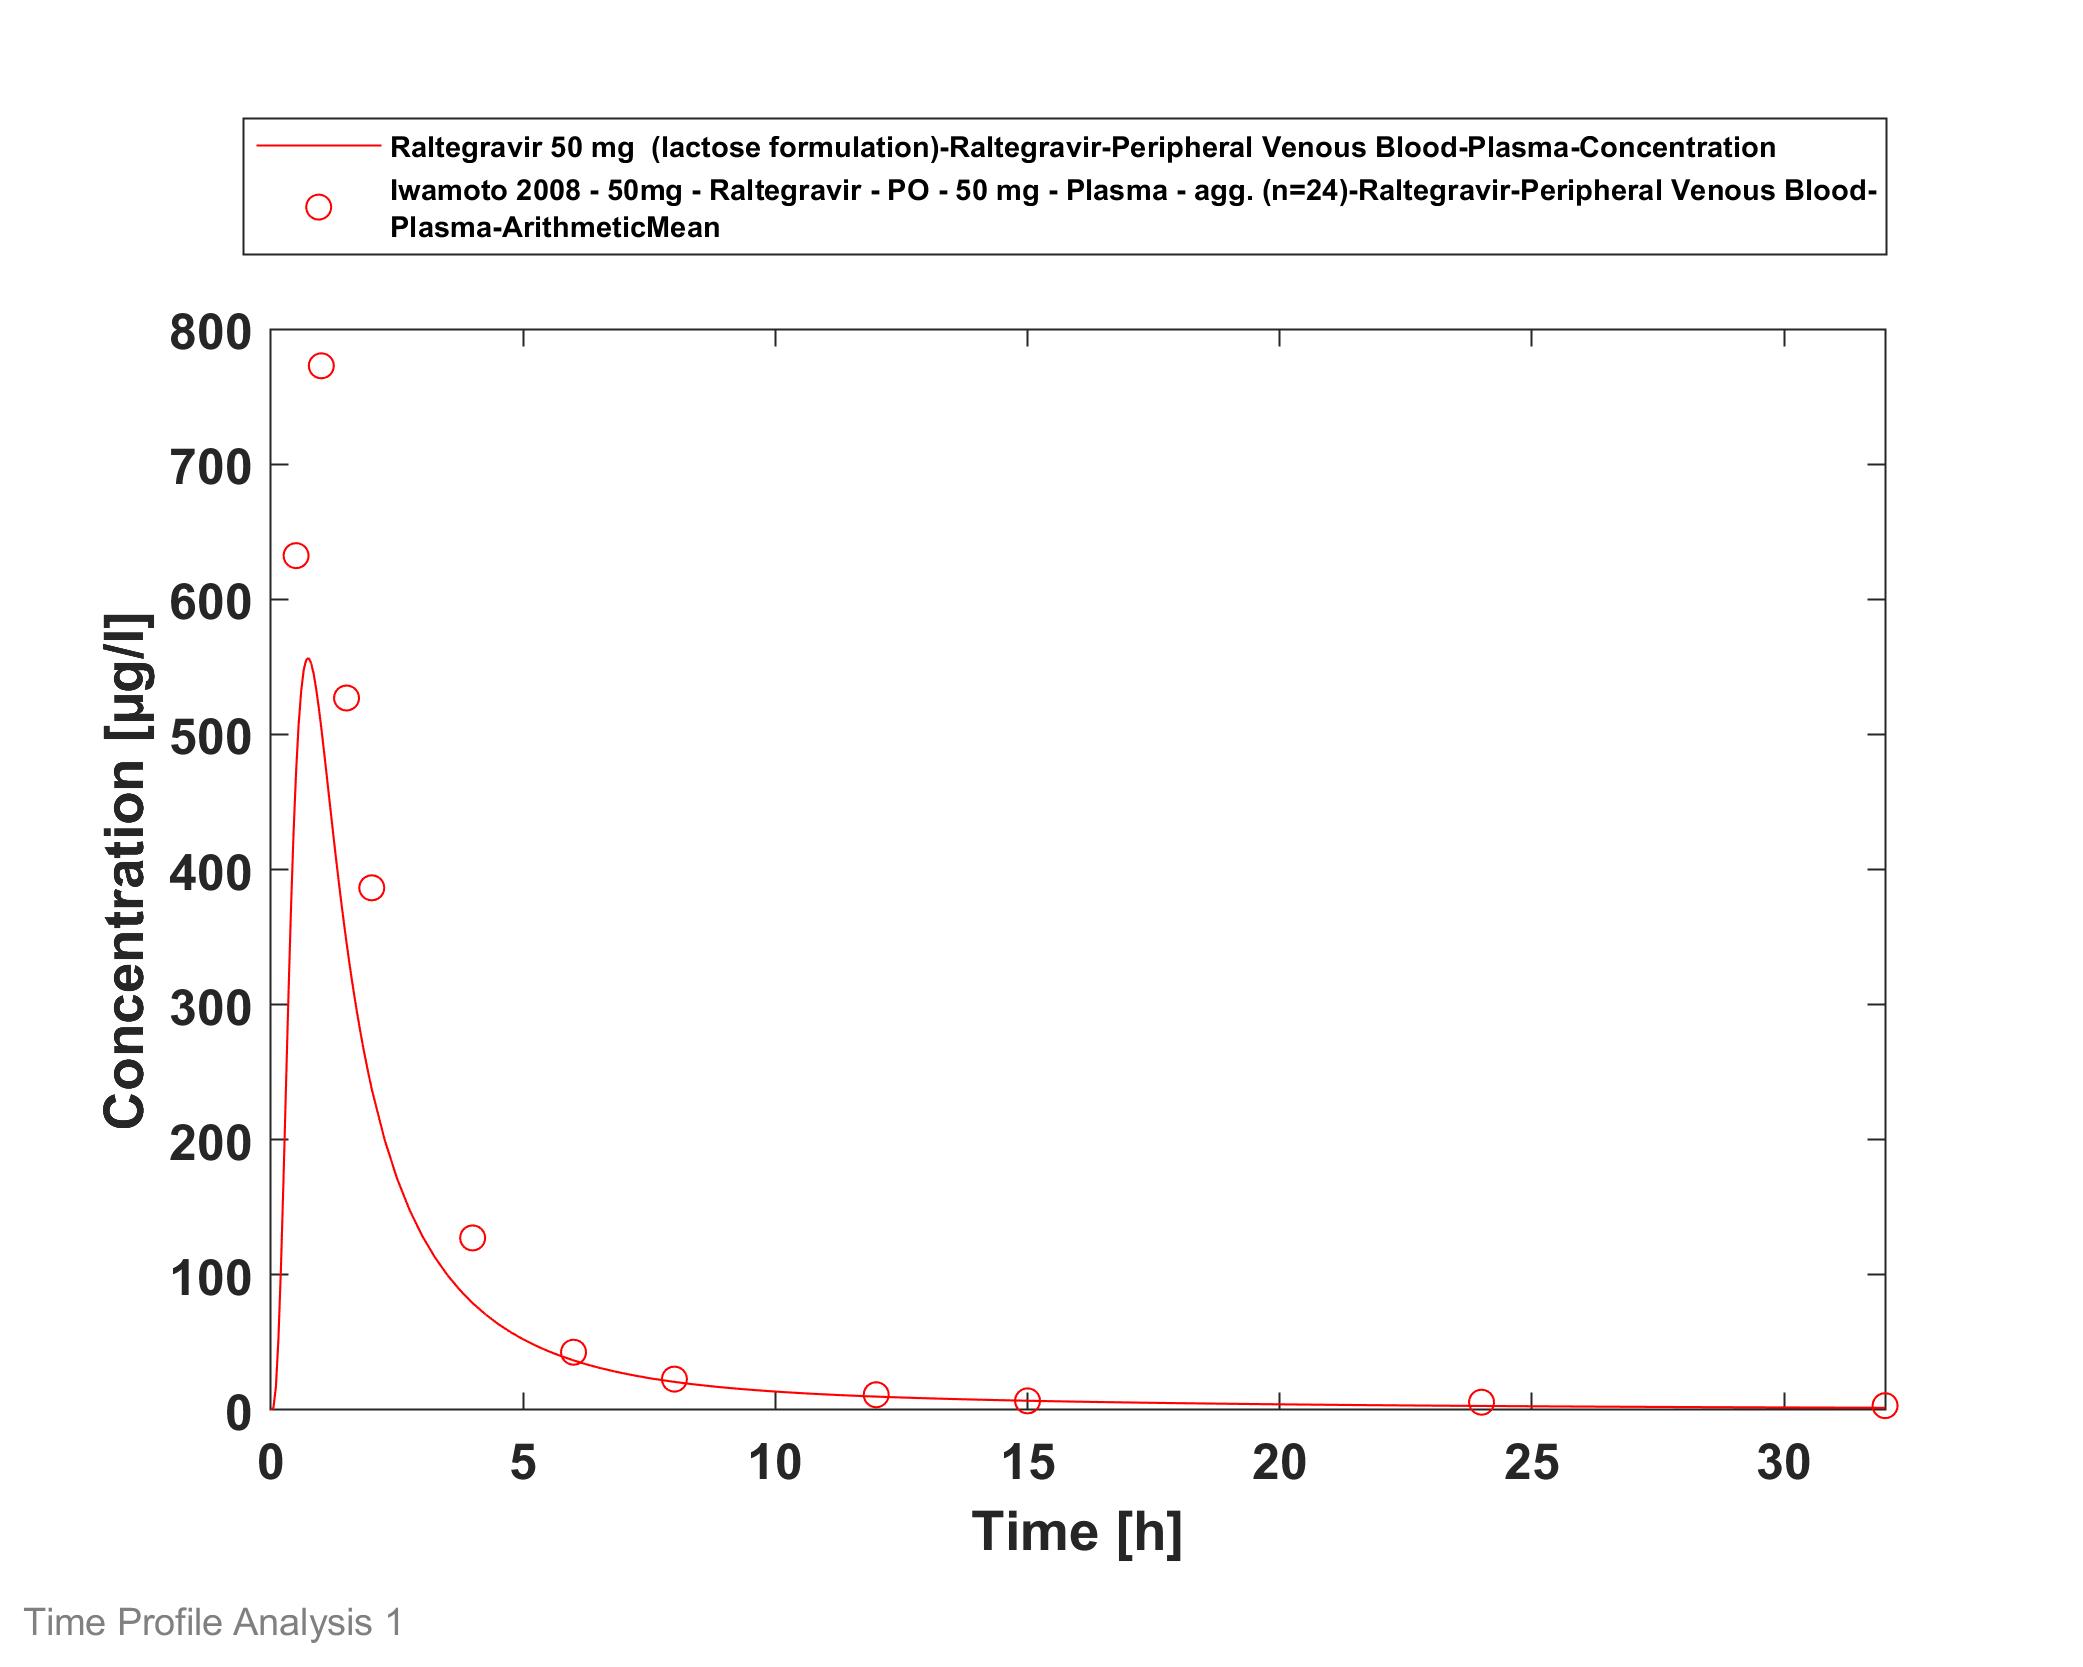 Raltegravir 50 mg  (lactose formulation)-Raltegravir-Peripheral Venous Blood-Plasma-Concentration
Iwamoto 2008 - 50mg - Raltegravir - PO - 50 mg - Plasma - agg. (n=24)-Raltegravir-Peripheral Venous Blood-
Plasma-ArithmeticMean
800
700
600
500
400
300
200
100
0
Concentration [µg/l]
0 5 10 15 20 25 30
Time [h]
Time Profile Analysis 1